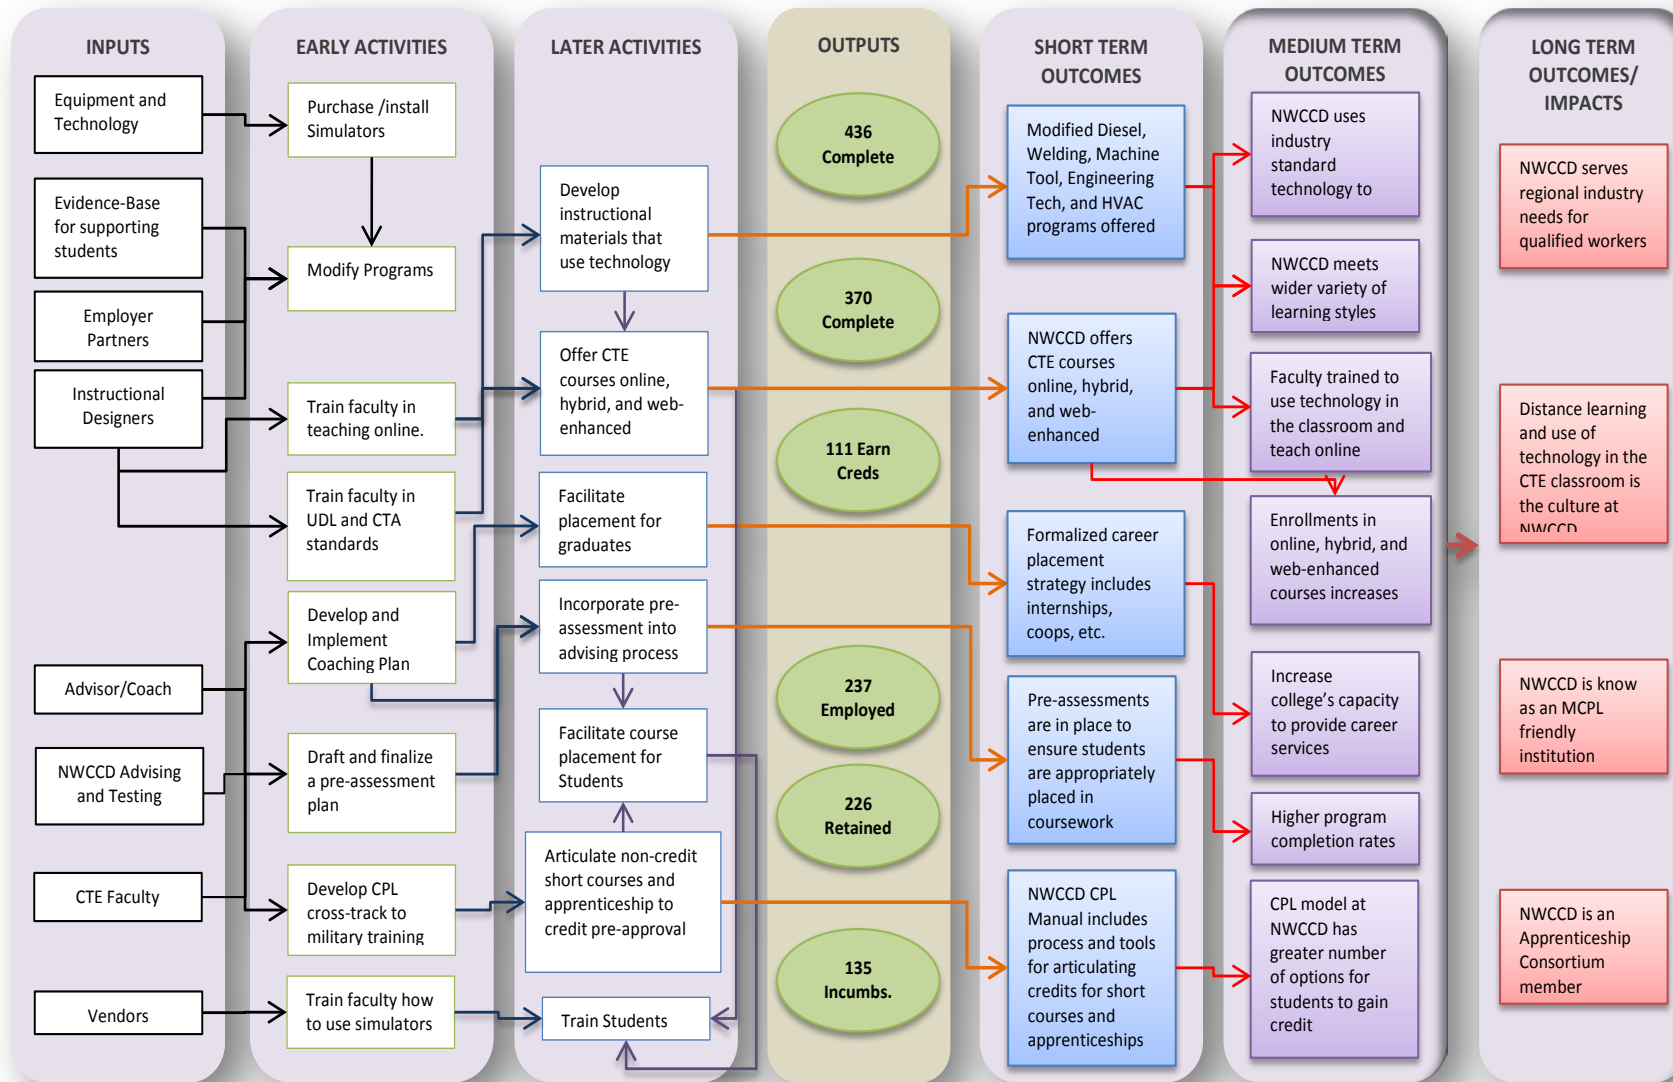 INPUTS
Equipment and
Technology
Evidence-Base
for supporting
students
Employer
Partners
Instructional
Designers
Advisor/Coach
NWCCD Advising
and Testing
CTE Faculty
Vendors
EARLY ACTIVITIES
Purchase /install
Simulators
Modify Programs
Train faculty in
teaching online.
Train faculty in
UDL and CTA
standards
Develop and
Implement
Coaching Plan
Draft and finalize
a pre-assessment
plan
Develop CPL
cross-track to
military training
Train faculty how
to use simulators
LATER ACTIVITIES
Develop
instructional
materials that
use technology
Offer CTE
courses online,
hybrid, and web-
enhanced
Facilitate
placement for
graduates
Incorporate pre-
assessment into
advising process
Facilitate course
placement for
Students
Articulate non-credit
short courses and
apprenticeship to
credit pre-approval
Train Students
OUTPUTS
436
Complete
370
Complete
111 Earn
Creds
237
Employed
226
Retained
135
Incumbs.
SHORT TERM
OUTCOMES
Modified Diesel,
Welding, Machine
Tool, Engineering
Tech, and HVAC
programs offered
NWCCD offers
CTE courses
online, hybrid,
and web-
enhanced
Formalized career
placement
strategy includes
internships,
coops, etc.
Pre-assessments
are in place to
ensure students
are appropriately
placed in
coursework
NWCCD CPL
Manual includes
process and tools
for articulating
credits for short
courses and
apprenticeships
MEDIUM TERM
OUTCOMES
NWCCD uses
industry
standard
technology to
NWCCD meets
wider variety of
learning styles
Faculty trained to
use technology in
the classroom and
teach online
Enrollments in
online, hybrid, and
web-enhanced
courses increases
Increase
college's capacity
to provide career
services
Higher program
completion rates
CPL model at
NWCCD has
greater number
of options for
students to gain
credit
LONG TERM
OUTCOMES/
IMPACTS
NWCCD serves
regional industry
needs for
qualified workers
Distance learning
and use of
technology in the
CTE classroom is
the culture at
NWCCD
NWCCD is know
as an MCPL
friendly
institution
NWCCD is an
Apprenticeship
Consortium
member